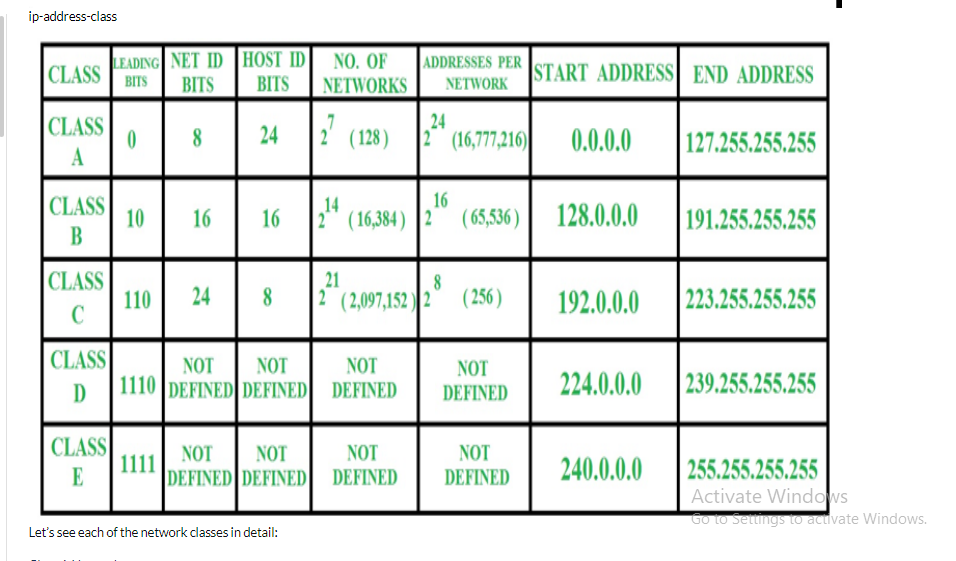 ip-address-class
CLASS LEADING BITS NET ID BITS HOST ID BITS NO. OF NETWORKS ADDRESSES PER NETWORK START ADDRESS END ADDRESS
CLASS A 0 8 24 2^7 (128) 2^24 (16,777,216) 0.0.0.0 127.255.255.255
CLASS B 10 16 16 2^14 (16,384) 2^16 (65,536) 128.0.0.0 191.255.255.255
CLASS C 110 24 8 2^21 (2,097,152) 2^8 (256) 192.0.0.0 223.255.255.255
CLASS D 1110 NOT DEFINED NOT DEFINED NOT DEFINED NOT DEFINED 224.0.0.0 239.255.255.255
CLASS E 1111 NOT DEFINED NOT DEFINED NOT DEFINED NOT DEFINED 240.0.0.0 255.255.255.255
Activate Windows
Go to Settings to activate Windows.
Let's see each of the network classes in detail: